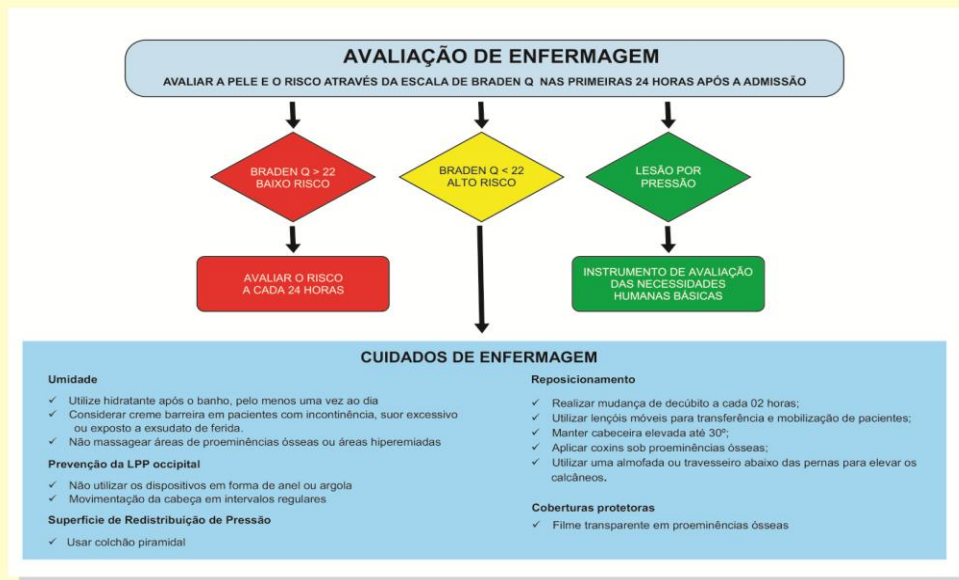 AVALIAÇÃO DE ENFERMAGEM
AVALIAR A PELE E O RISCO ATRAVÉS DA ESCALA DE BRADEN Q NAS PRIMEIRAS 24 HORAS APÓS A ADMISSÃO
BRADEN Q > 22
BAIXO RISCO
BRADEN Q < 22
ALTO RISCO
LESÃO POR
PRESSÃO
AVALIAR O RISCO
A CADA 24 HORAS
INSTRUMENTO DE AVALIAÇÃO
DAS NECESSIDADES
HUMANAS BÁSICAS
CUIDADOS DE ENFERMAGEM
Umidade
✓ Utilize hidratante após o banho, pelo menos uma vez ao dia
✓ Considerar creme barreira em pacientes com incontinência, suor excessivo
ou exposto a exsudato de ferida.
✓ Não massagear áreas de proeminências ósseas ou áreas hiperemiadas
Prevenção da LPP occipital
✓ Não utilizar os dispositivos em forma de anel ou argola
✓ Movimentação da cabeça em intervalos regulares
Superfície de Redistribuição de Pressão
✓ Usar colchão piramidal
Reposicionamento
✓ Realizar mudança de decúbito a cada 02 horas;
✓ Utilizar lençóis móveis para transferência e mobilização de pacientes;
✓ Manter cabeceira elevada até 30º;
✓ Aplicar coxins sob proeminências ósseas;
✓ Utilizar uma almofada ou travesseiro abaixo das pernas para elevar os
calcâneos.
Coberturas protetoras
✓ Filme transparente em proeminências ósseas